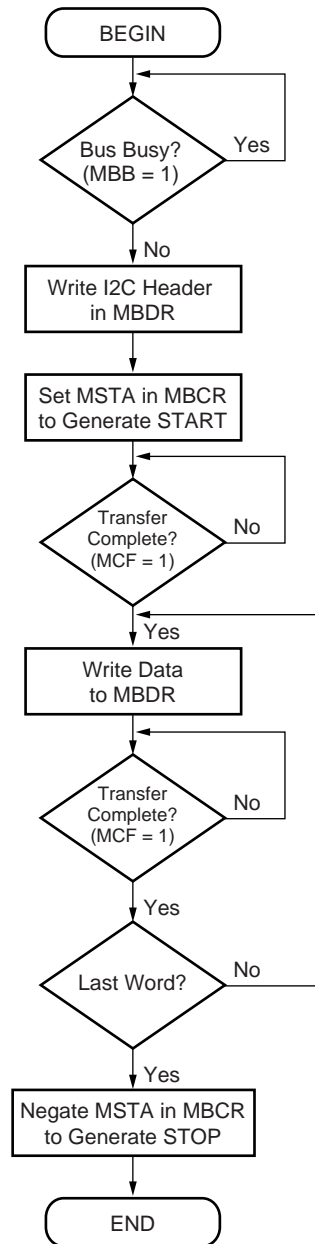 BEGIN
Bus Busy?
(MBB = 1)
Yes
No
Write I2C Header
in MBDR
Set MSTA in MBCR
to Generate START
Transfer
Complete?
(MCF = 1)
No
Yes
Write Data
to MBDR
Transfer
Complete?
(MCF = 1)
No
Yes
Last Word?
No
Yes
Negate MSTA in MBCR
to Generate STOP
END